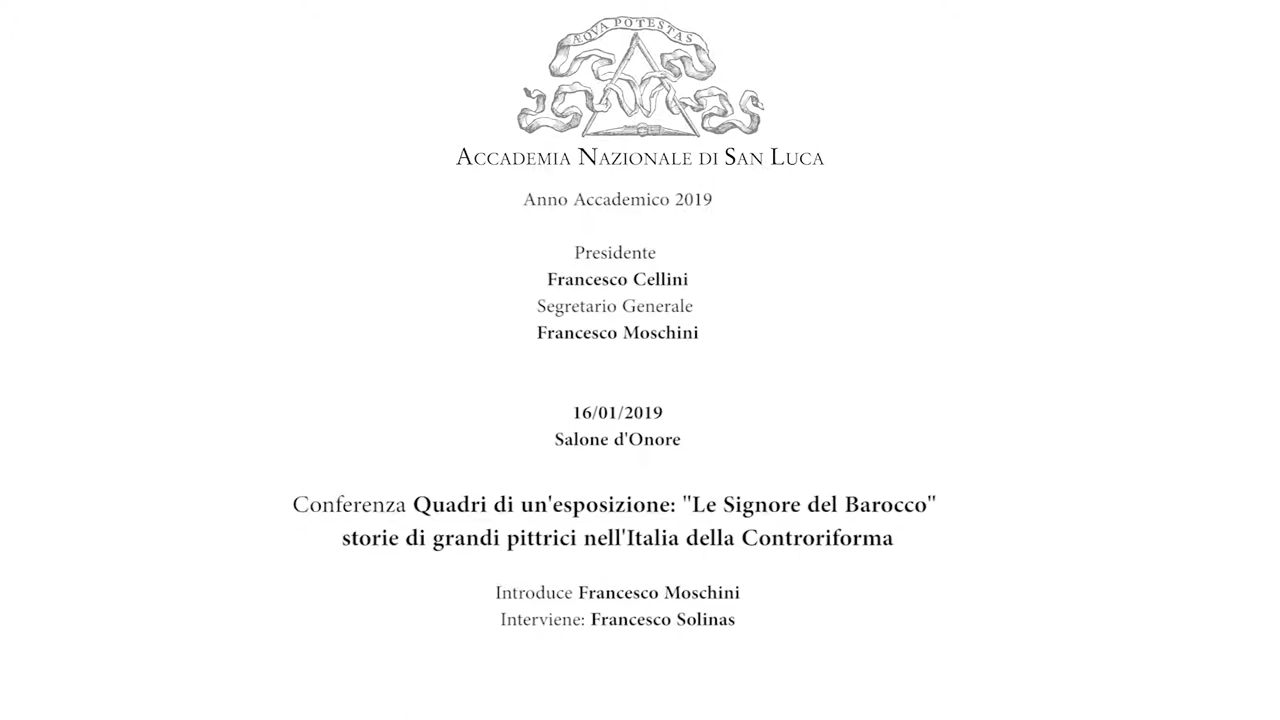 ÆQVA POTESTAS
ACCADEMIA NAZIONALE DI SAN LUCA
Anno Accademico 2019
Presidente
Francesco Cellini
Segretario Generale
Francesco Moschini
16/01/2019
Salone d'Onore
Conferenza Quadri di un'esposizione: "Le Signore del Barocco"
storie di grandi pittrici nell'Italia della Controriforma
Introduce Francesco Moschini
Interviene: Francesco Solinas